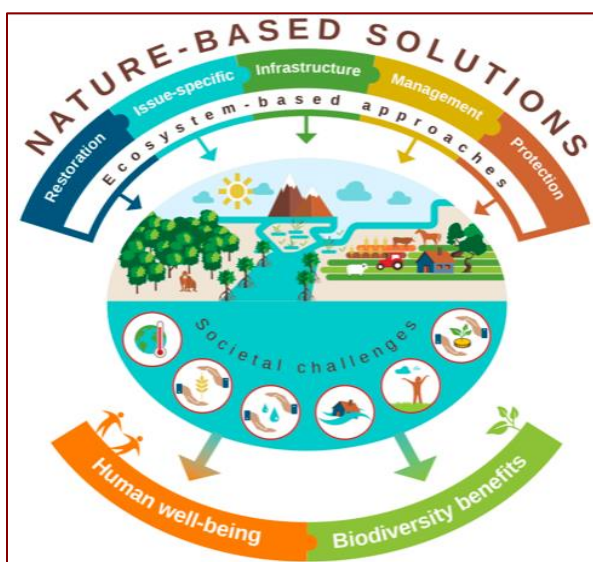 NATURE-BASED SOLUTIONS
Restoration
Issue-specific
Infrastructure
Management
Protection
Ecosystem-based approaches
Societal challenges
Human well-being
Biodiversity benefits